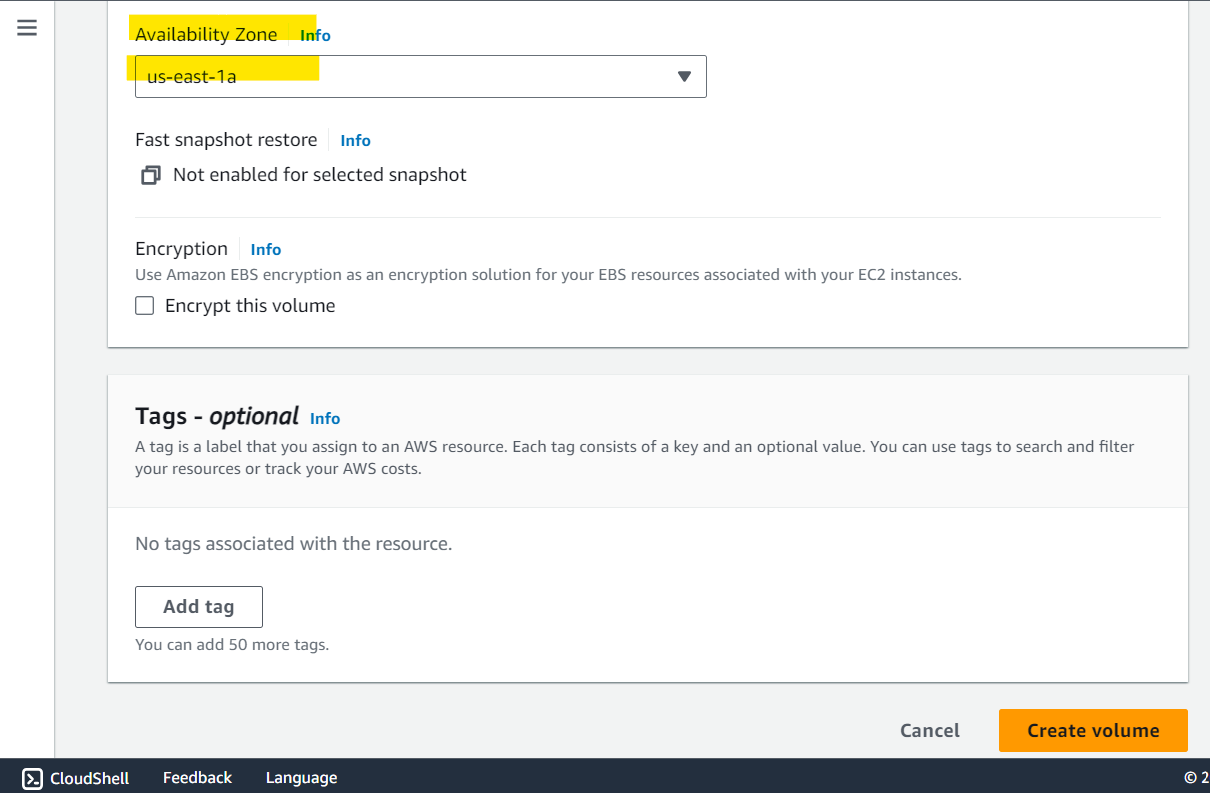 Availability Zone Info
us-east-1a
Fast snapshot restore Info
Not enabled for selected snapshot
Encryption Info
Use Amazon EBS encryption as an encryption solution for your EBS resources associated with your EC2 instances.
Encrypt this volume
Tags - optional Info
A tag is a label that you assign to an AWS resource. Each tag consists of a key and an optional value. You can use tags to search and filter
your resources or track your AWS costs.
No tags associated with the resource.
Add tag
You can add 50 more tags.
Cancel Create volume
CloudShell Feedback Language © 2